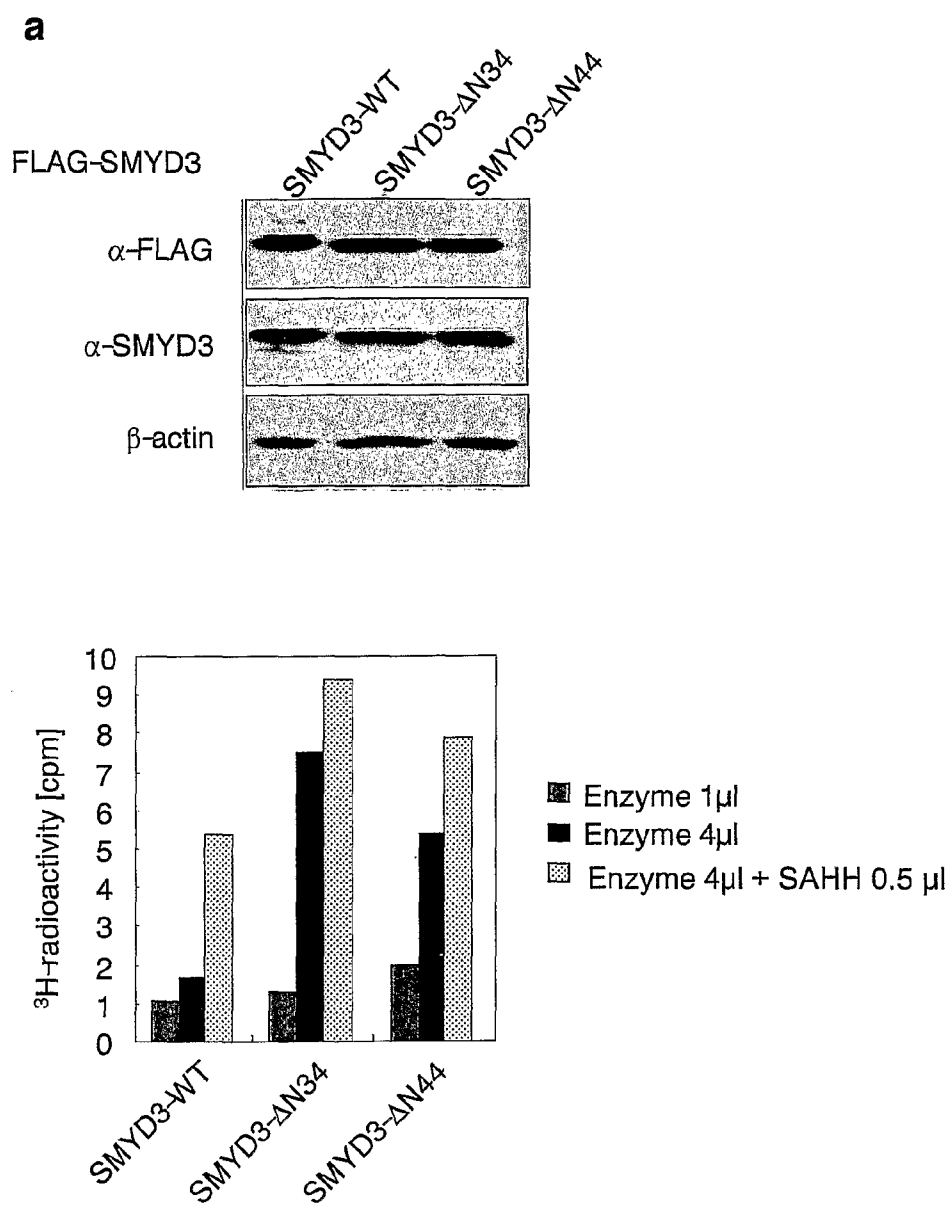 a
FLAG-SMYD3
SMYD3-WT
SMYD3-ΔN34
SMYD3-ΔN44
α-FLAG
α-SMYD3
β-actin
10
9
8
7
6
5
4
3
2
1
0
³H-radioactivity [cpm]
SMYD3-WT
SMYD3-ΔN34
SMYD3-ΔN44
Enzyme 1µl
Enzyme 4µl
Enzyme 4µl + SAHH 0.5 µl